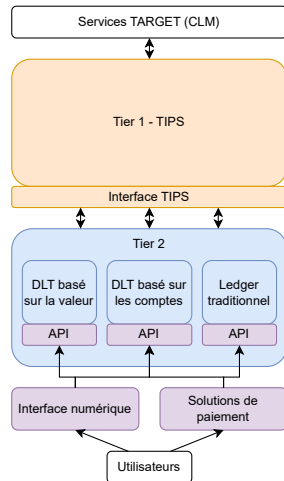 Services TARGET (CLM)
Tier 1 - TIPS
Interface TIPS
Tier 2
DLT basé
sur la valeur
DLT basé sur
les comptes
Ledger
traditionnel
API
API
API
Interface numérique
Solutions de
paiement
Utilisateurs